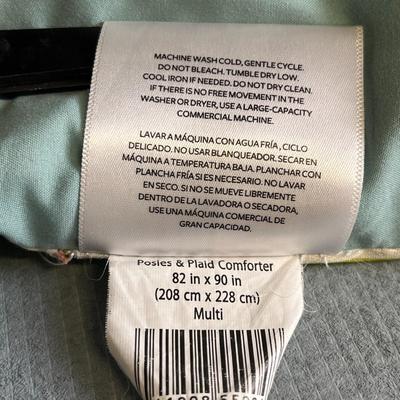 MACHINE WASH COLD, GENTLE CYCLE.
DO NOT BLEACH. TUMBLE DRY LOW.
COOL IRON IF NEEDED. DO NOT DRY CLEAN.
IF THERE IS NO FREE MOVEMENT IN THE
WASHER OR DRYER, USE A LARGE-CAPACITY
COMMERCIAL MACHINE.
LAVAR A MÁQUINA CON AGUA FRÍA, CICLO
DELICADO. NO USAR BLANQUEADOR. SECAR EN
MÁQUINA A TEMPERATURA BAJA. PLANCHAR CON
PLANCHA FRÍA SI ES NECESARIO. NO LAVAR
EN SECO. SI NO SE MUEVE LIBREMENTE
DENTRO DE LA LAVADORA O SECADORA,
USE UNA MÁQUINA COMERCIAL DE
GRAN CAPACIDAD.
Posies & Plaid Comforter
82 in x 90 in
(208 cm x 228 cm)
Multi